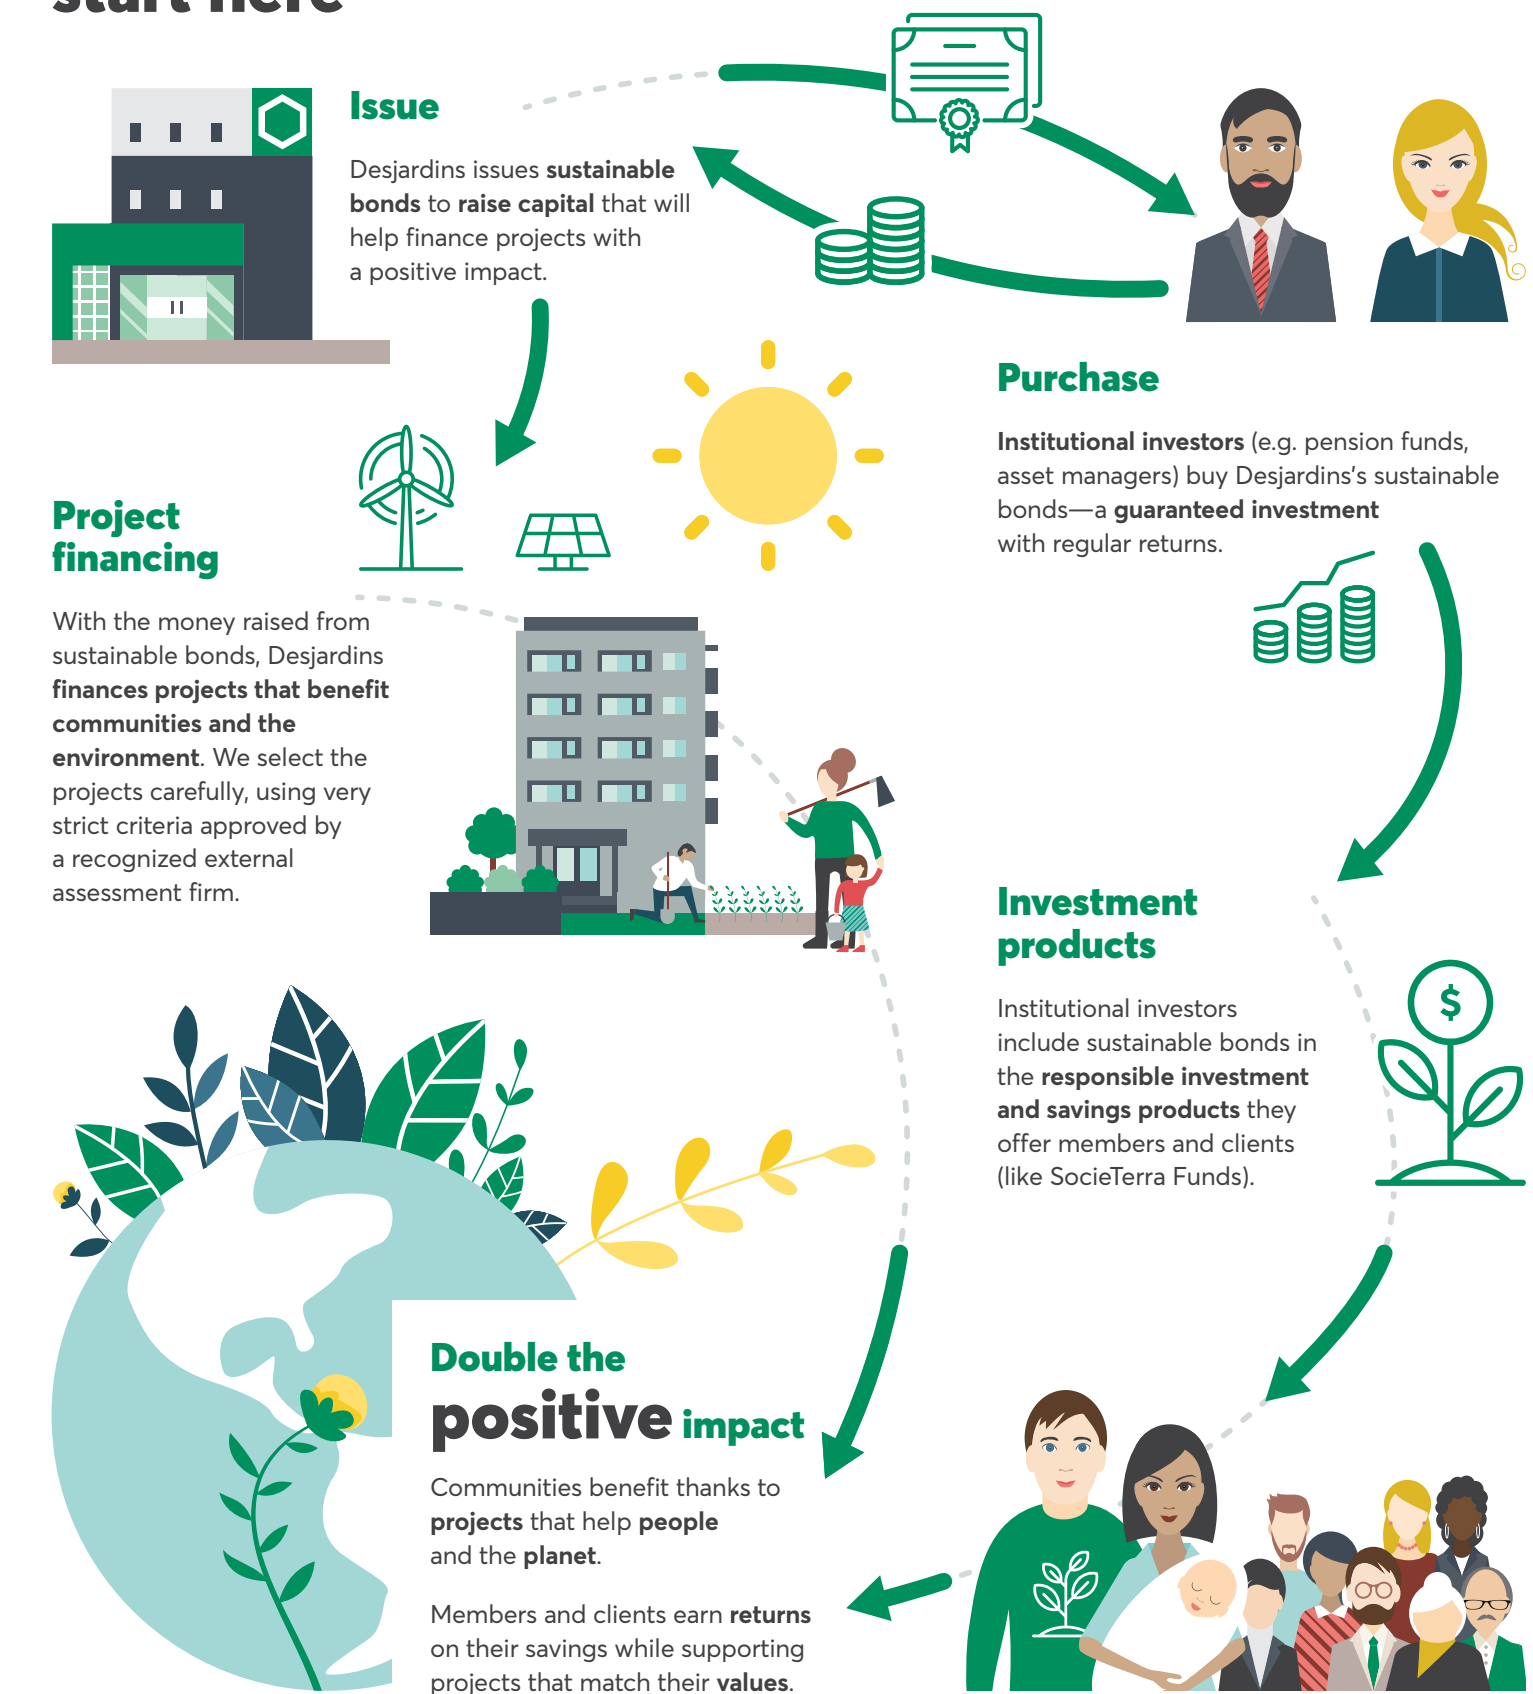 start here
Issue
Desjardins issues sustainable
bonds to raise capital that will
help finance projects with
a positive impact.
Purchase
Institutional investors (e.g. pension funds,
asset managers) buy Desjardins's sustainable
bonds—a guaranteed investment
with regular returns.
Project
financing
With the money raised from
sustainable bonds, Desjardins
finances projects that benefit
communities and the
environment. We select the
projects carefully, using very
strict criteria approved by
a recognized external
assessment firm.
Investment
products
Institutional investors
include sustainable bonds in
the responsible investment
and savings products they
offer members and clients
(like SocieTerra Funds).
$
Double the
positive impact
Communities benefit thanks to
projects that help people
and the planet.
Members and clients earn returns
on their savings while supporting
projects that match their values.